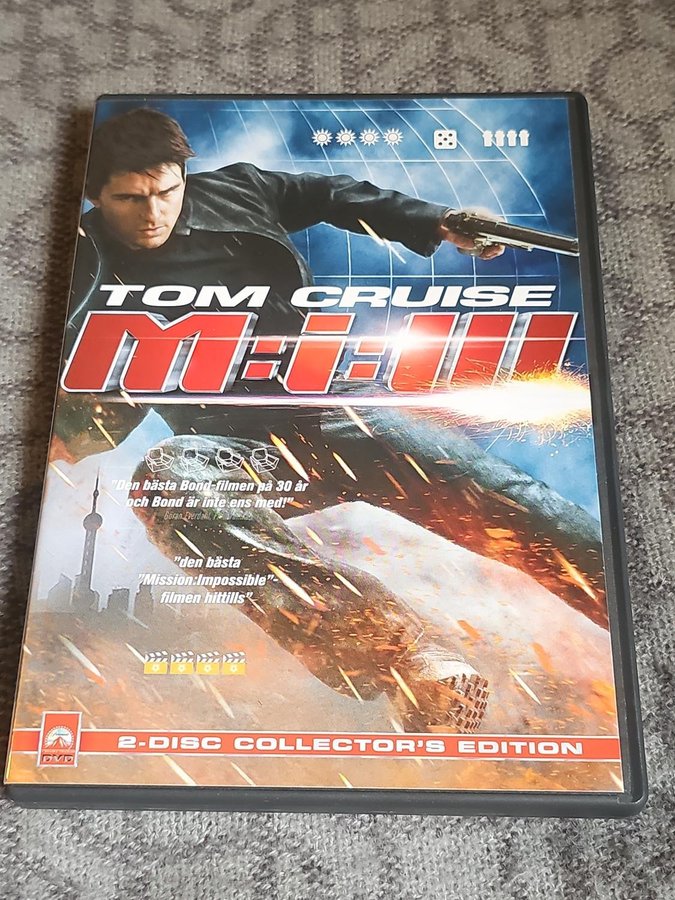 TOM CRUISE
M:i:III
"Den bästa Bond-filmen på 30 år
och Bond är inte ens med!"
"den bästa
"Mission:Impossible"-
filmen hittills"
DVD
2-DISC COLLECTOR'S EDITION